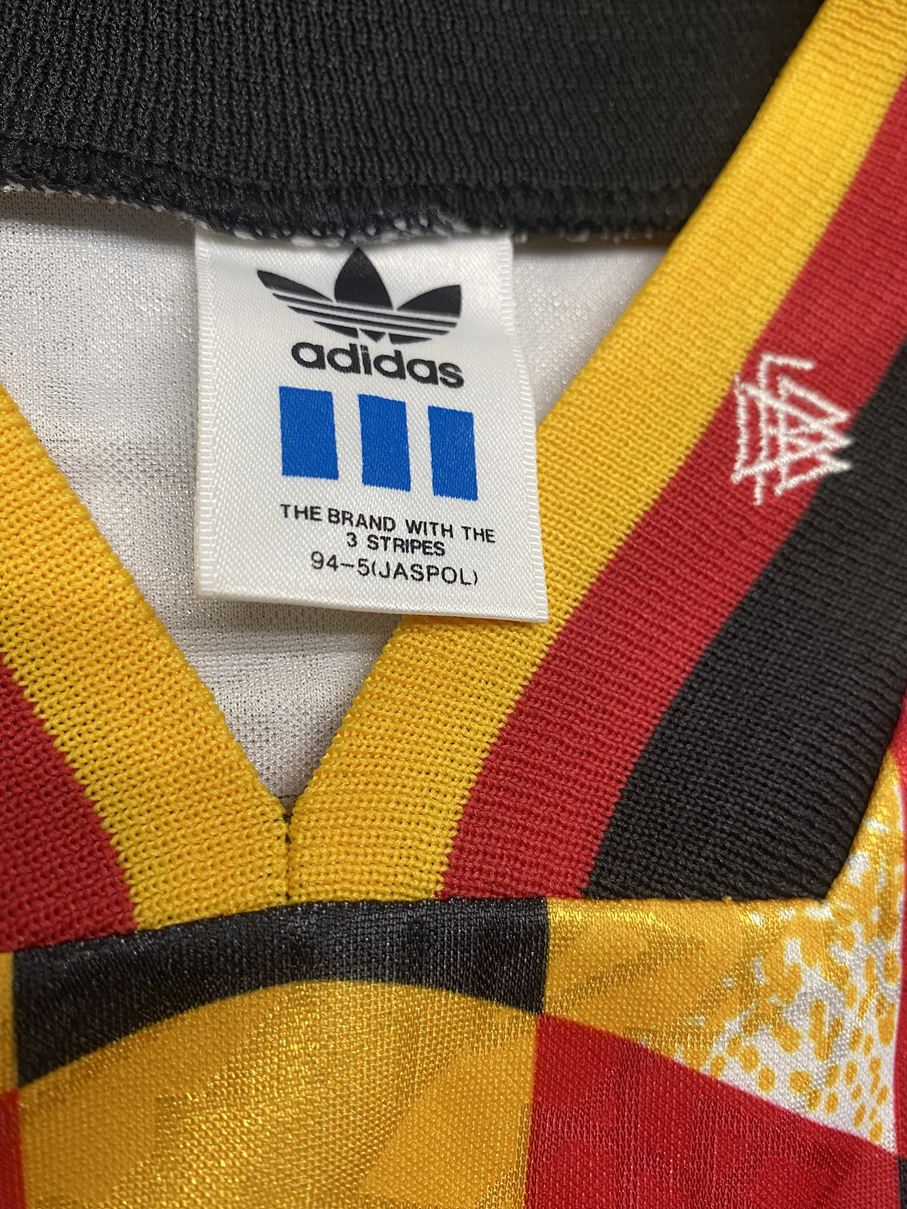 adidas
THE BRAND WITH THE
3 STRIPES
94-5(JASPOL)